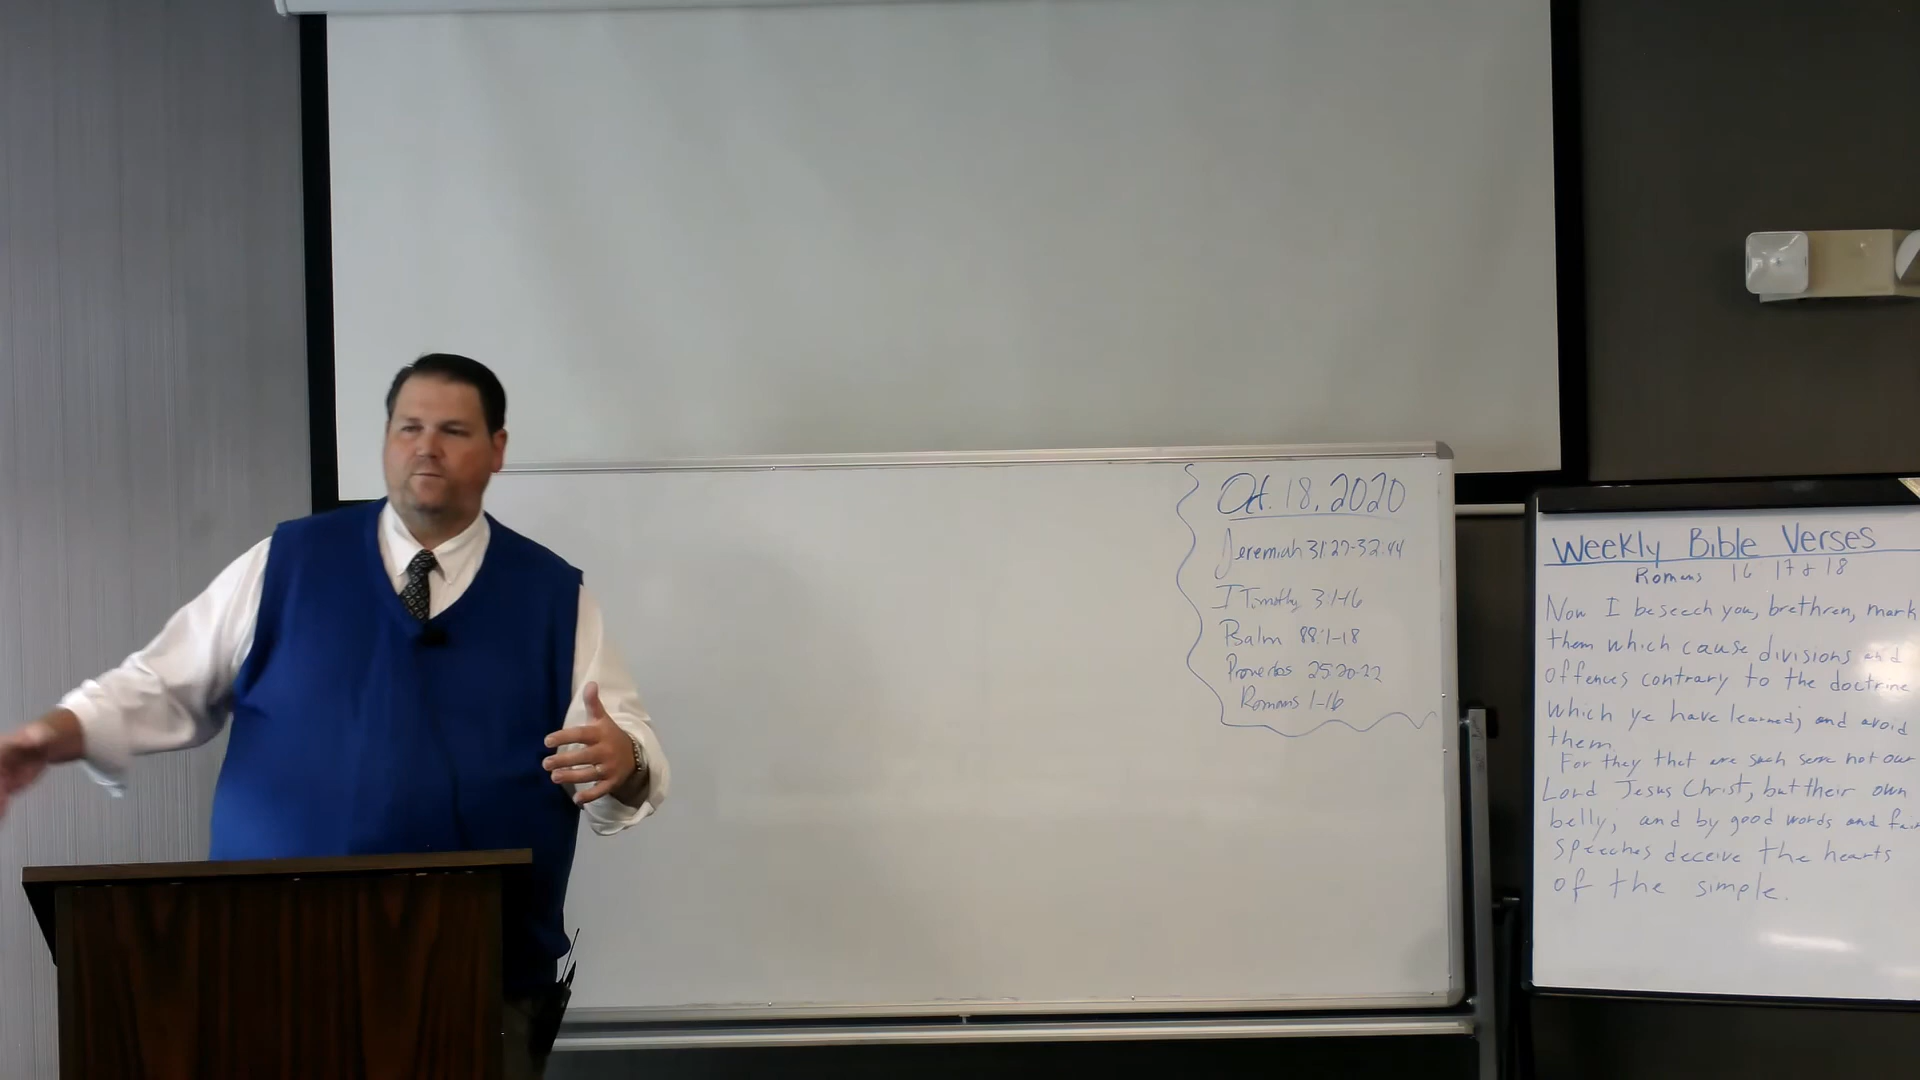 Oct. 18, 2020
Jeremiah 31:27-32:44
I Timothy 3:1-16
Psalm 88:1-18
Proverbs 25:20-22
Romans 1-16
Weekly Bible Verses
Romans 16 17 & 18
Now I beseech you, brethren, mark
them which cause divisions and
offences contrary to the doctrine
which ye have learned; and avoid
them.
For they that are such serve not our
Lord Jesus Christ, but their own
belly; and by good words and fair
speeches deceive the hearts
of the simple.